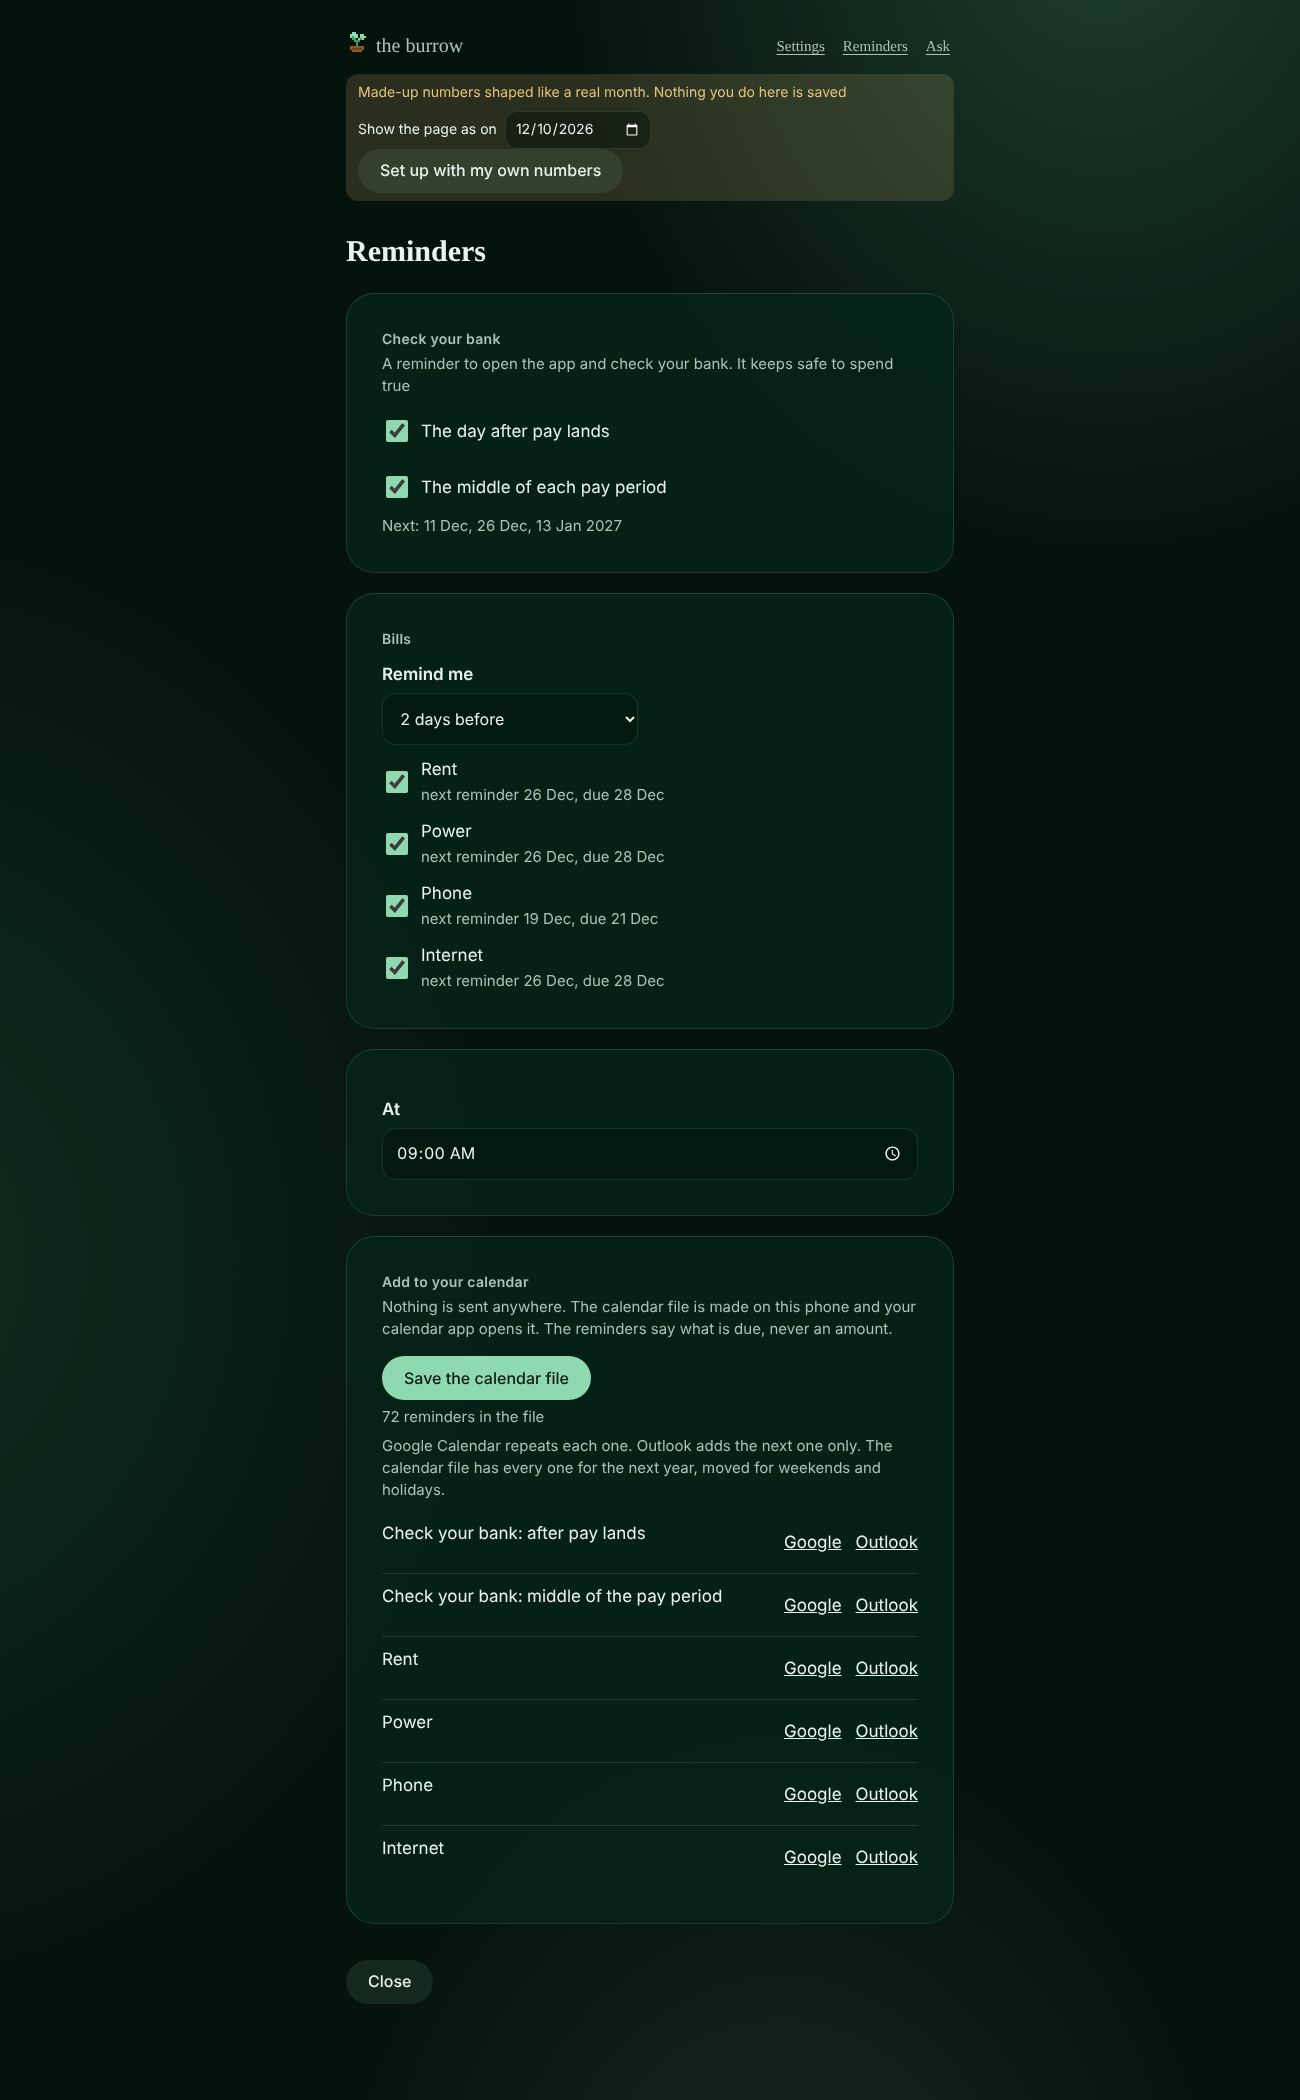 the burrow
Settings Reminders Ask
Made-up numbers shaped like a real month. Nothing you do here is saved
Show the page as on 12/10/2026
Set up with my own numbers
Reminders
Check your bank
A reminder to open the app and check your bank. It keeps safe to spend
true
The day after pay lands
The middle of each pay period
Next: 11 Dec, 26 Dec, 13 Jan 2027
Bills
Remind me
2 days before
Rent
next reminder 26 Dec, due 28 Dec
Power
next reminder 26 Dec, due 28 Dec
Phone
next reminder 19 Dec, due 21 Dec
Internet
next reminder 26 Dec, due 28 Dec
At
09:00 AM
Add to your calendar
Nothing is sent anywhere. The calendar file is made on this phone and your
calendar app opens it. The reminders say what is due, never an amount.
Save the calendar file
72 reminders in the file
Google Calendar repeats each one. Outlook adds the next one only. The
calendar file has every one for the next year, moved for weekends and
holidays.
Check your bank: after pay lands Google Outlook
Check your bank: middle of the pay period Google Outlook
Rent Google Outlook
Power Google Outlook
Phone Google Outlook
Internet Google Outlook
Close